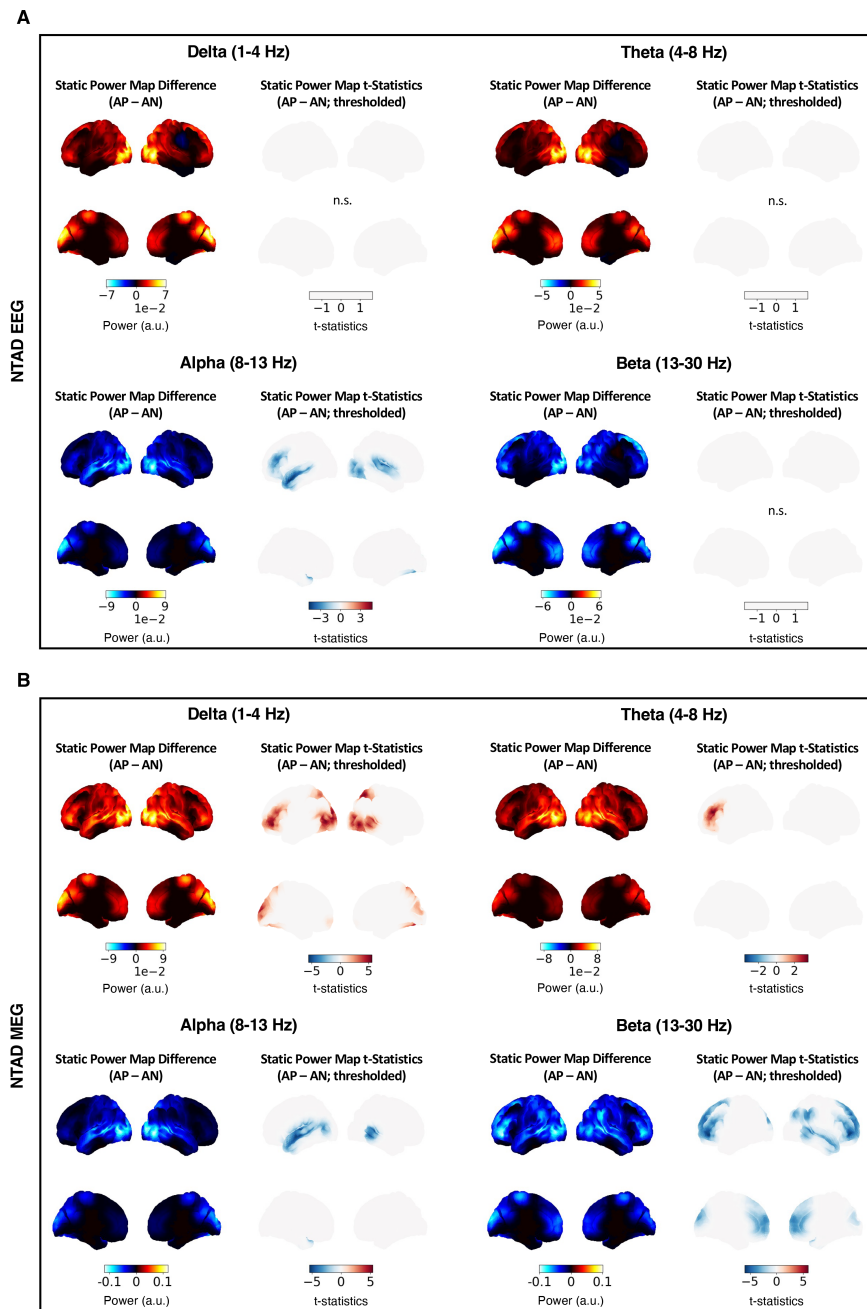 A
NTAD EEG
Delta (1-4 Hz)
Static Power Map Difference
(AP – AN)
Static Power Map t-Statistics
(AP – AN; thresholded)
n.s.
−7 0 7
1e−2
Power (a.u.)
−1 0 1
t-statistics
Theta (4-8 Hz)
Static Power Map Difference
(AP – AN)
Static Power Map t-Statistics
(AP – AN; thresholded)
n.s.
−5 0 5
1e−2
Power (a.u.)
−1 0 1
t-statistics
Alpha (8-13 Hz)
Static Power Map Difference
(AP – AN)
Static Power Map t-Statistics
(AP – AN; thresholded)
−9 0 9
1e−2
Power (a.u.)
−3 0 3
t-statistics
Beta (13-30 Hz)
Static Power Map Difference
(AP – AN)
Static Power Map t-Statistics
(AP – AN; thresholded)
n.s.
−6 0 6
1e−2
Power (a.u.)
−1 0 1
t-statistics
B
NTAD MEG
Delta (1-4 Hz)
Static Power Map Difference
(AP – AN)
Static Power Map t-Statistics
(AP – AN; thresholded)
−9 0 9
1e−2
Power (a.u.)
−5 0 5
t-statistics
Theta (4-8 Hz)
Static Power Map Difference
(AP – AN)
Static Power Map t-Statistics
(AP – AN; thresholded)
−8 0 8
1e−2
Power (a.u.)
−2 0 2
t-statistics
Alpha (8-13 Hz)
Static Power Map Difference
(AP – AN)
Static Power Map t-Statistics
(AP – AN; thresholded)
-0.1 0 0.1
Power (a.u.)
−5 0 5
t-statistics
Beta (13-30 Hz)
Static Power Map Difference
(AP – AN)
Static Power Map t-Statistics
(AP – AN; thresholded)
-0.1 0 0.1
Power (a.u.)
−5 0 5
t-statistics